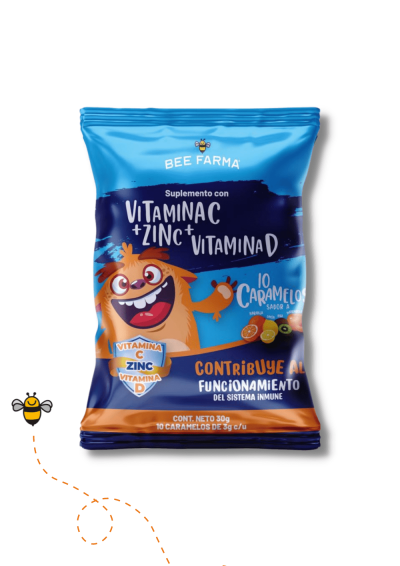 BEE FARMA
Suplemento con
VITAMINA C
+ZINC+
VITAMINA D
10
CARAMELOS
SABOR A
VITAMINA
C
ZINC
VITAMINA
D
CONTRIBUYE AL
FUNCIONAMIENTO
DEL SISTEMA INMUNE
CONT. NETO 30g
10 CARAMELOS DE 3g c/u